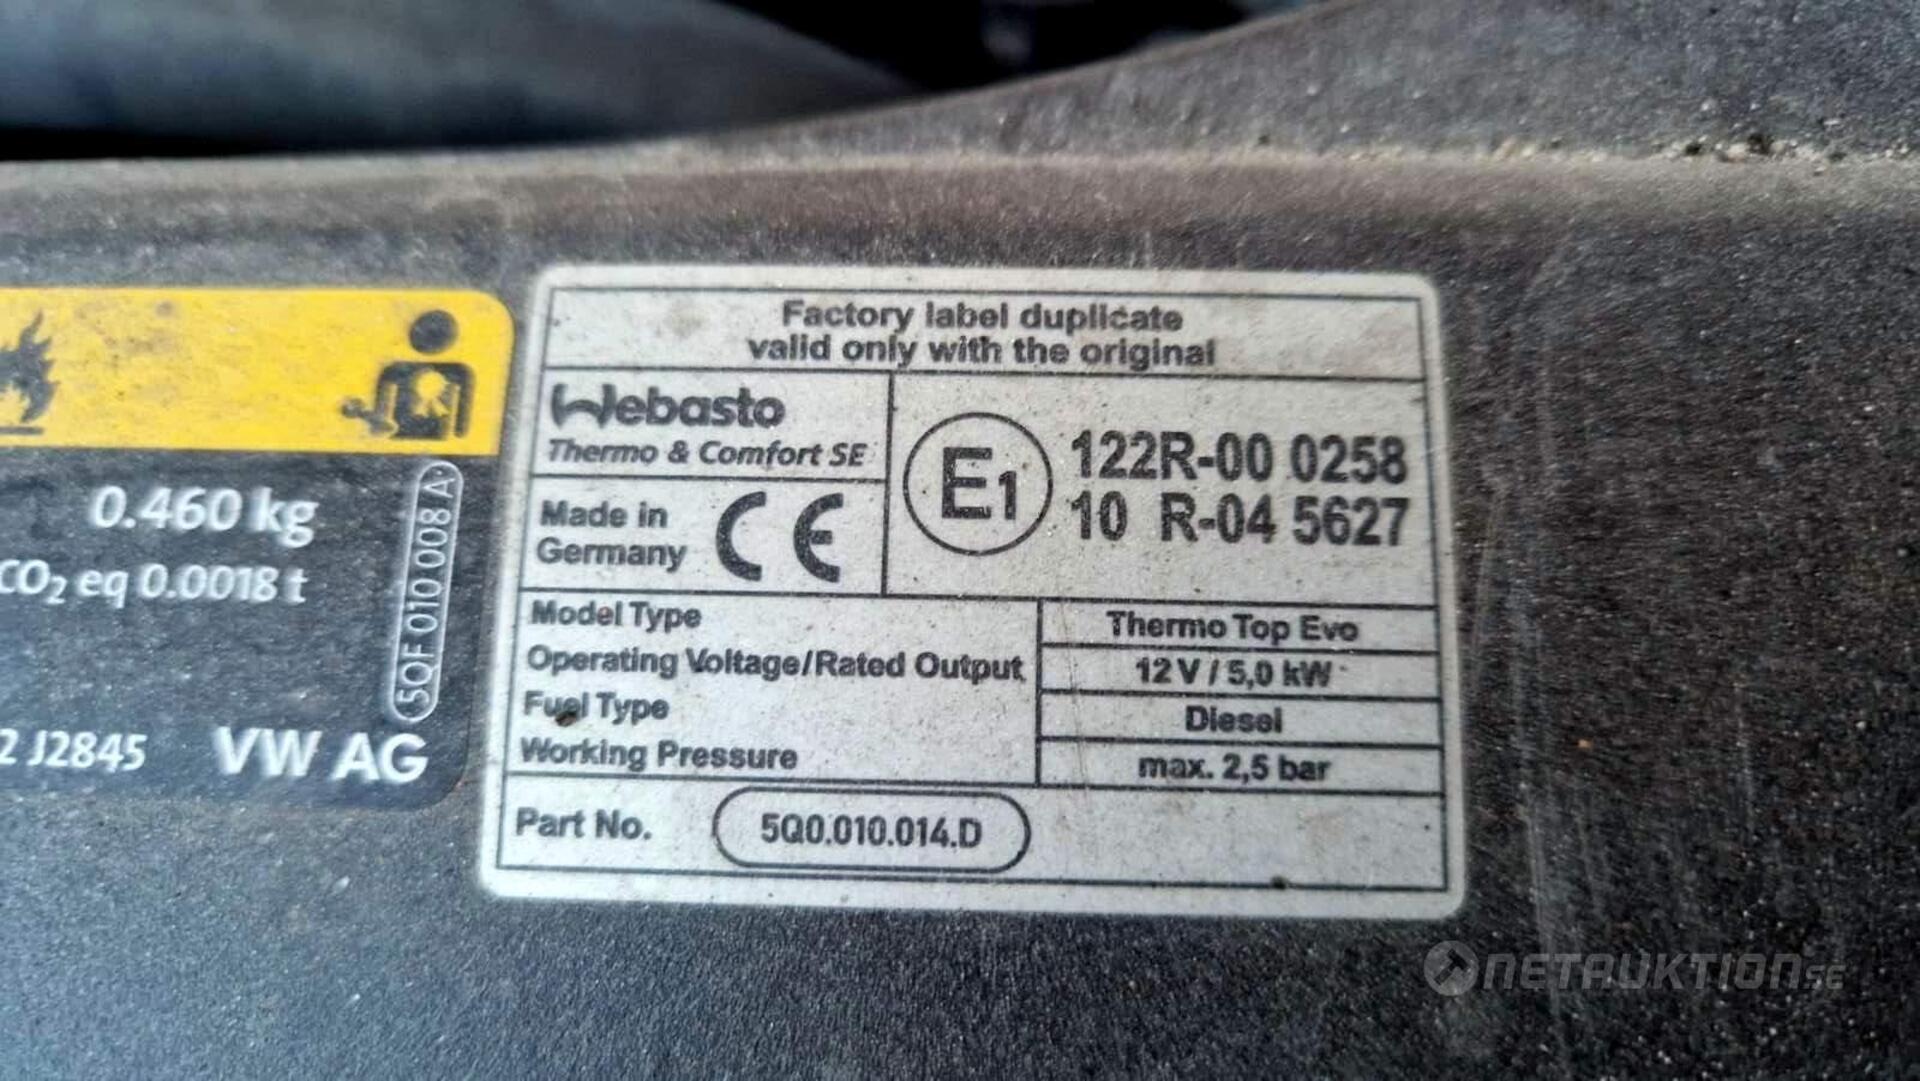 0.460 kg
CO₂ eq 0.0018 t
5QF 010 008 A
2 J2845 VW AG
Factory label duplicate
valid only with the original
Webasto
Thermo & Comfort SE
Made in
Germany
CE
E1
122R-00 0258
10 R-04 5627
Model Type Thermo Top Evo
Operating Voltage/Rated Output 12 V / 5,0 kW
Fuel Type Diesel
Working Pressure max. 2,5 bar
Part No. 5Q0.010.014.D
NETAUKTION.SE